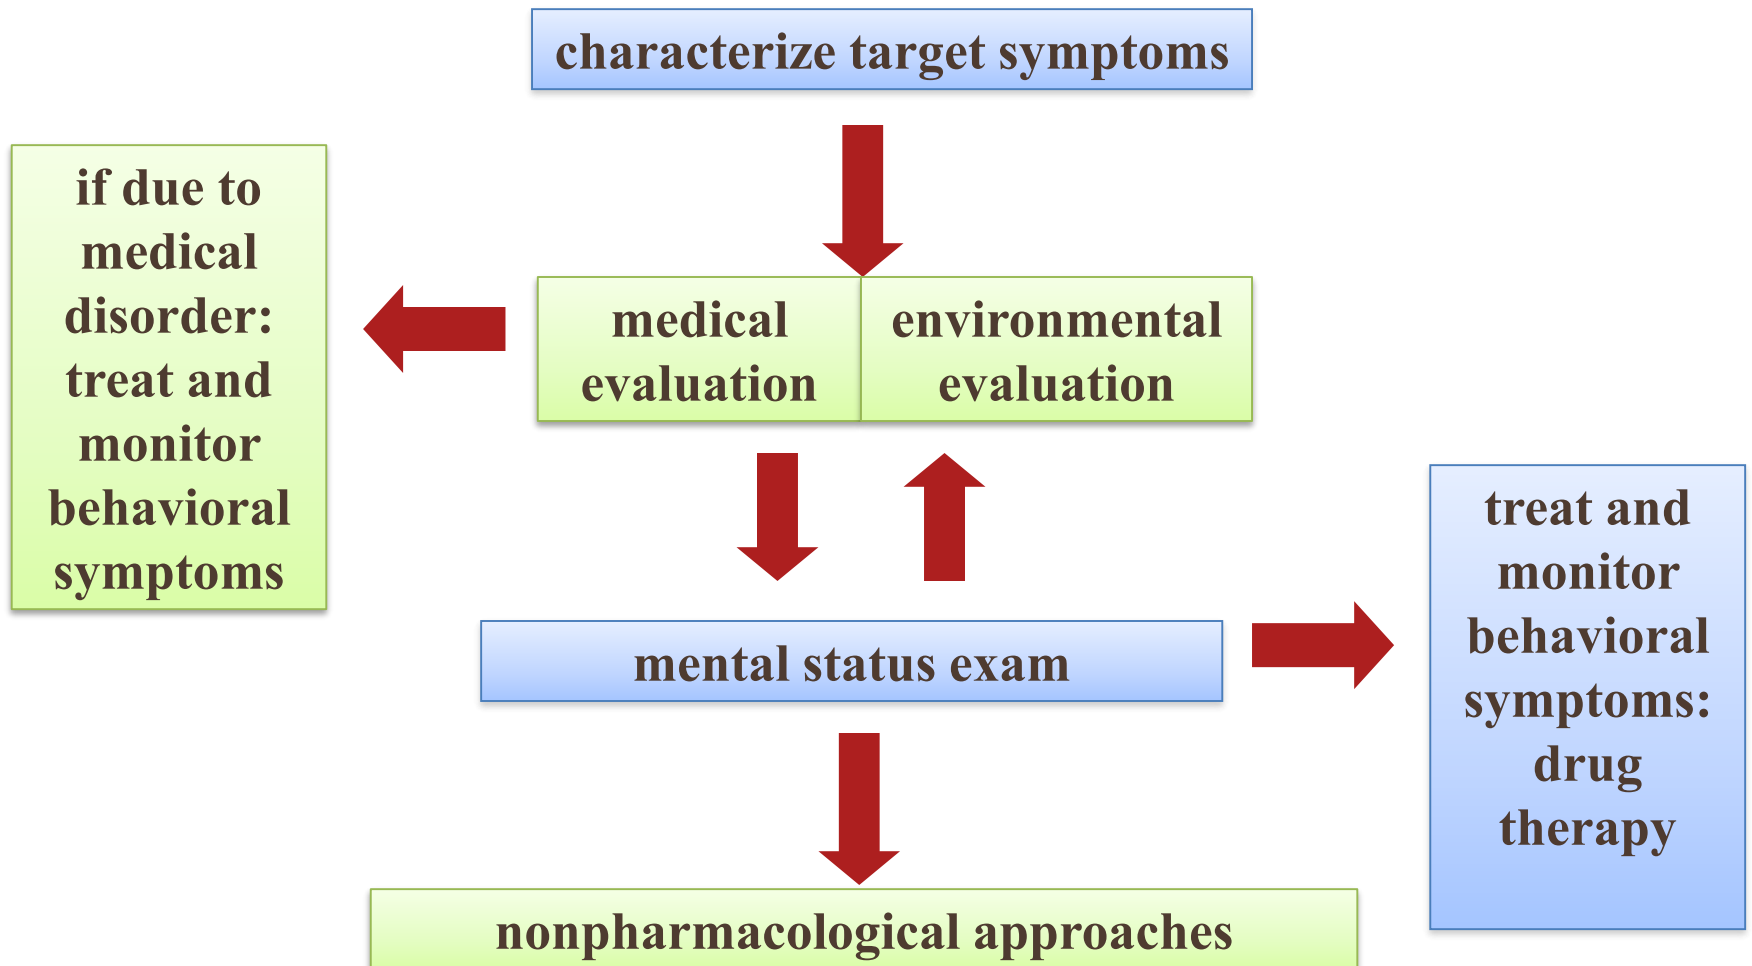 characterize target symptoms
if due to
medical
disorder:
treat and
monitor
behavioral
symptoms
medical
evaluation
environmental
evaluation
mental status exam
treat and
monitor
behavioral
symptoms:
drug
therapy
nonpharmacological approaches